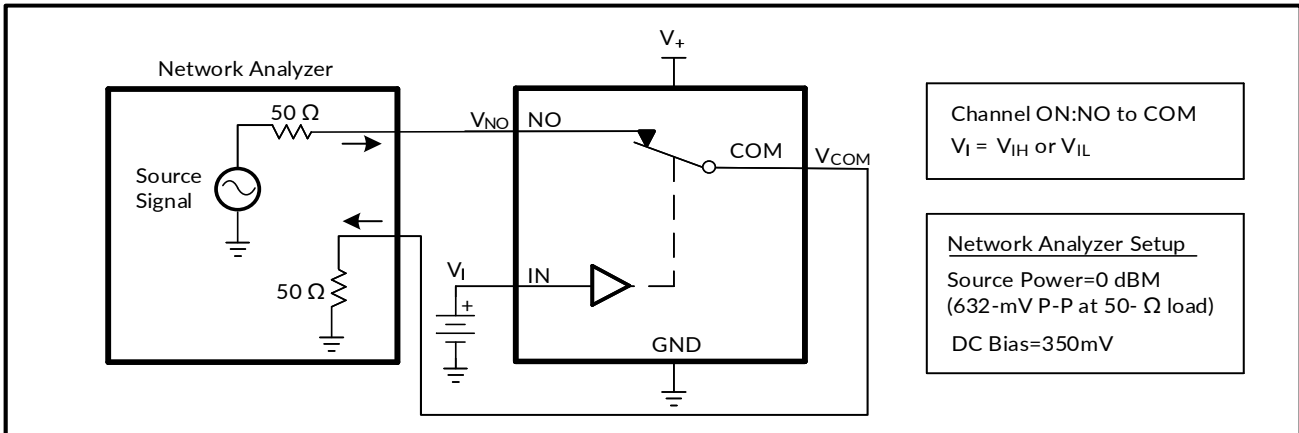 Network Analyzer
50 Ω
Source
Signal
50 Ω
V+
VNO
NO
COM
VCOM
VI
+
IN
GND
Channel ON:NO to COM
VI = VIH or VIL
Network Analyzer Setup
Source Power=0 dBM
(632-mV P-P at 50- Ω load)
DC Bias=350mV